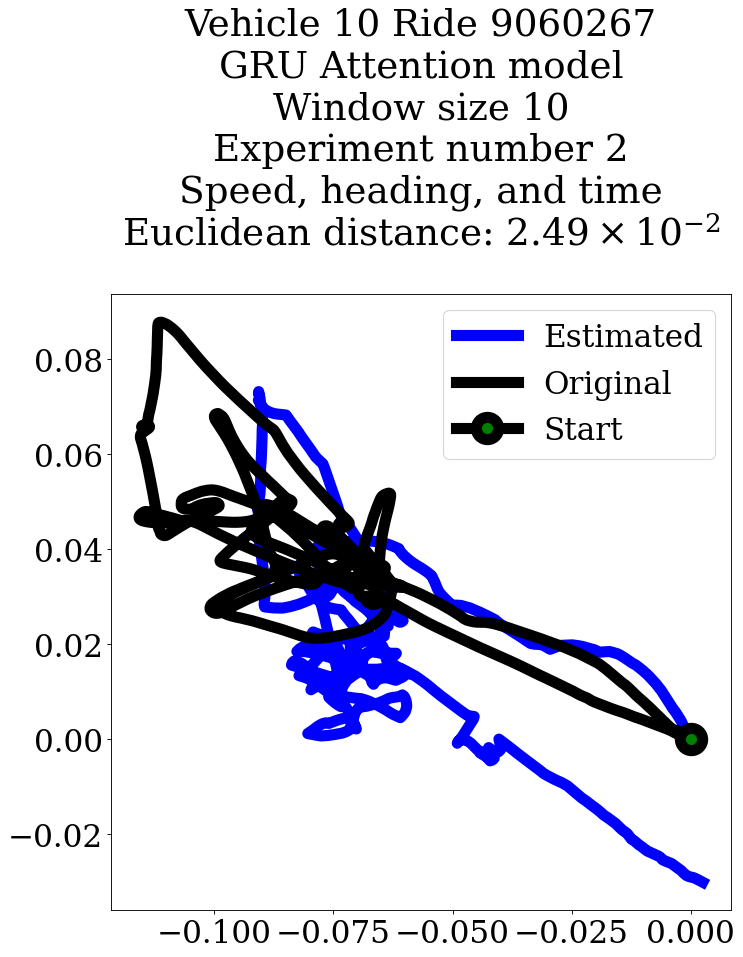 Vehicle 10 Ride 9060267
GRU Attention model
Window size 10
Experiment number 2
Speed, heading, and time
Euclidean distance: 2.49 × 10⁻²
Estimated
Original
Start
0.08
0.06
0.04
0.02
0.00
−0.02
−0.100 −0.075 −0.050 −0.025 0.000